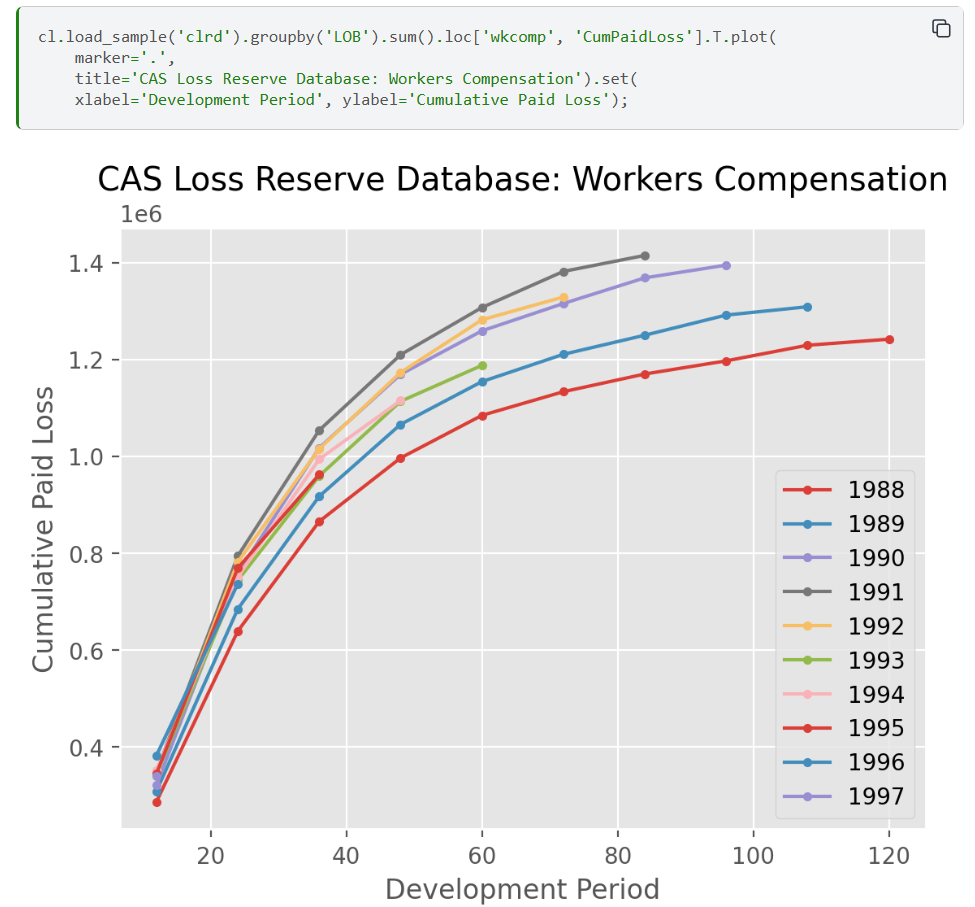 cl.load_sample('clrd').groupby('LOB').sum().loc['wkcomp', 'CumPaidLoss'].T.plot(
    marker='.',
    title='CAS Loss Reserve Database: Workers Compensation').set(
    xlabel='Development Period', ylabel='Cumulative Paid Loss');
CAS Loss Reserve Database: Workers Compensation
1e6
1.4
1.2
1.0
0.8
0.6
0.4
Cumulative Paid Loss
1988
1989
1990
1991
1992
1993
1994
1995
1996
1997
20 40 60 80 100 120
Development Period